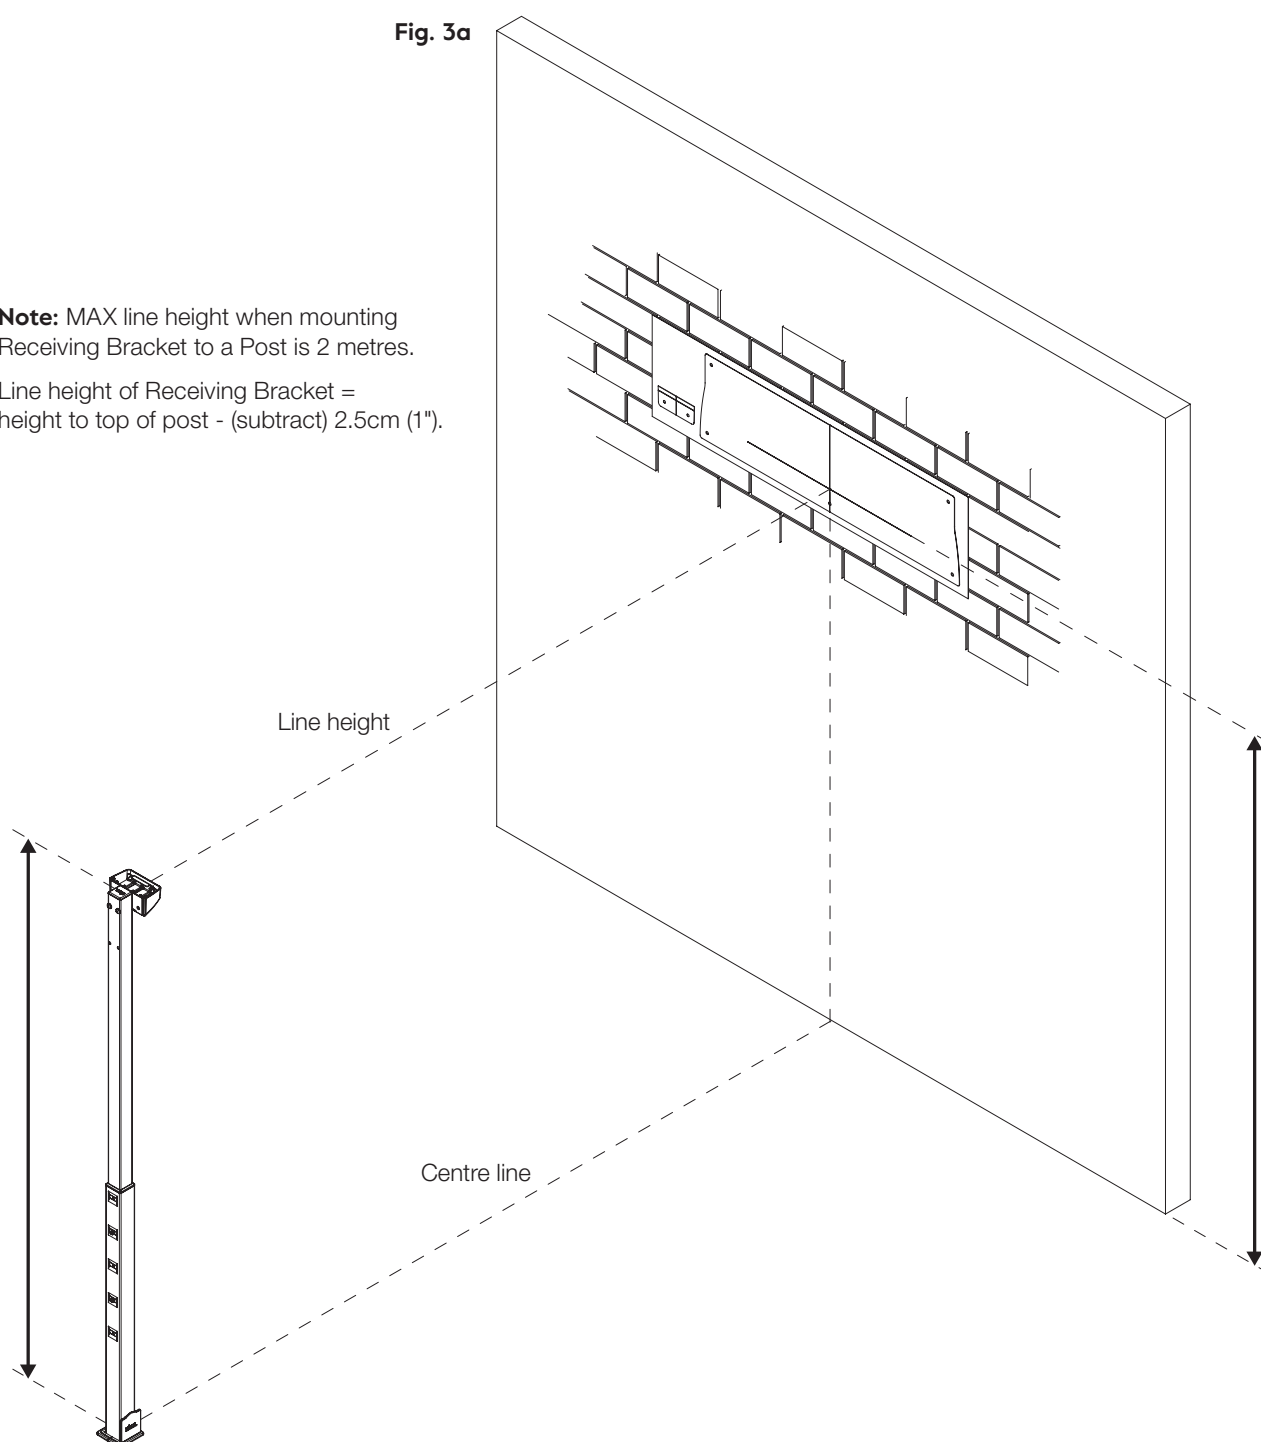 Fig. 3a
Note: MAX line height when mounting
Receiving Bracket to a Post is 2 metres.
Line height of Receiving Bracket =
height to top of post - (subtract) 2.5cm (1").
Line height
Centre line